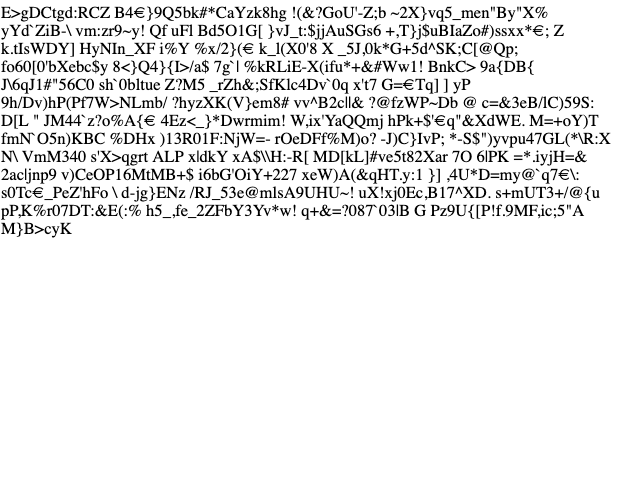 E>gDCtgd:RCZ B4€}9Q5bk#*CaYzk8hg !(&?GoU'-Z;b ~2X}vq5_men"By"X%
yYd`ZiB-\ vm:zr9~y! Qf uFl Bd5O1G[ }vJ_t:$jjAuSGs6 +,T}j$uBIaZo#)ssxx*€; Z
k.tIsWDY] HyNIn_XF i%Y %x/2}(€ k_l(X0'8 X _5J,0k*G+5d^SK;C[@Qp;
fo60[0'bXebc$y 8<}Q4}{I>/a$ 7g`| %kRLiE-X(ifu*+&#Ww1! BnkC> 9a{DB{
J\6qJ1#"56C0 sh`0bltue Z?M5 _rZh&;SfKlc4Dv`0q x't7 G=€Tq] ] yP
9h/Dv)hP(Pf7W>NLmb/ ?hyzXK(V}em8# vv^B2c||& ?@fzWP~Db @ c=&3eB/lC)59S:
D[L " JM44`z?o%A{€ 4Ez<_}*Dwrmim! W,ix'YaQQmj hPk+$'€q"&XdWE. M=+oY)T
fmN`O5n)KBC %DHx )13R01F:NjW=- rOeDFf%M)o? -J)C}IvP; *-S$")yvpu47GL(*\R:X
N\ VmM340 s'X>qgrt ALP x|dkY xA$\\H:-R[ MD[kL]#ve5t82Xar 7O 6|PK =*.iyjH=&
2ac|jnp9 v)CeOP16MtMB+$ i6bG'OiY+227 xeW)A(&qHT.y:1 }] ,4U*D=my@`q7€\:
s0Tc€_PeZ'hFo \ d-jg}ENz /RJ_53e@mlsA9UHU~! uX!xj0Ec,B17^XD. s+mUT3+/@{u
pP,K%r07DT:&E(:% h5_,fe_2ZFbY3Yv*w! q+&=?087`03|B G Pz9U{[P!f.9MF,ic;5"A
M}B>cyK